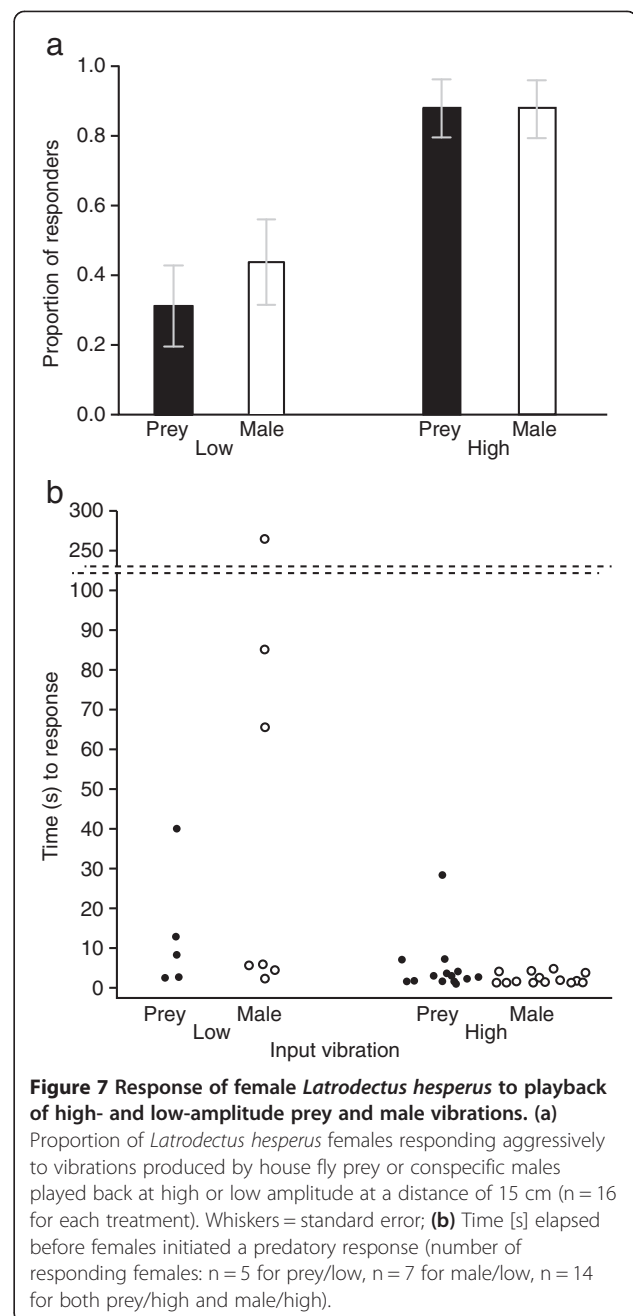 a
1.0
0.8
0.6
0.4
0.2
0.0
Proportion of responders
Prey Male Prey Male
Low High
b
300
250
100
90
80
70
60
50
40
30
20
10
0
Time (s) to response
Prey Male Prey Male
Low High
Input vibration
Figure 7 Response of female Latrodectus hesperus to playback
of high- and low-amplitude prey and male vibrations. (a)
Proportion of Latrodectus hesperus females responding aggressively
to vibrations produced by house fly prey or conspecific males
played back at high or low amplitude at a distance of 15 cm (n = 16
for each treatment). Whiskers = standard error; (b) Time [s] elapsed
before females initiated a predatory response (number of
responding females: n = 5 for prey/low, n = 7 for male/low, n = 14
for both prey/high and male/high).